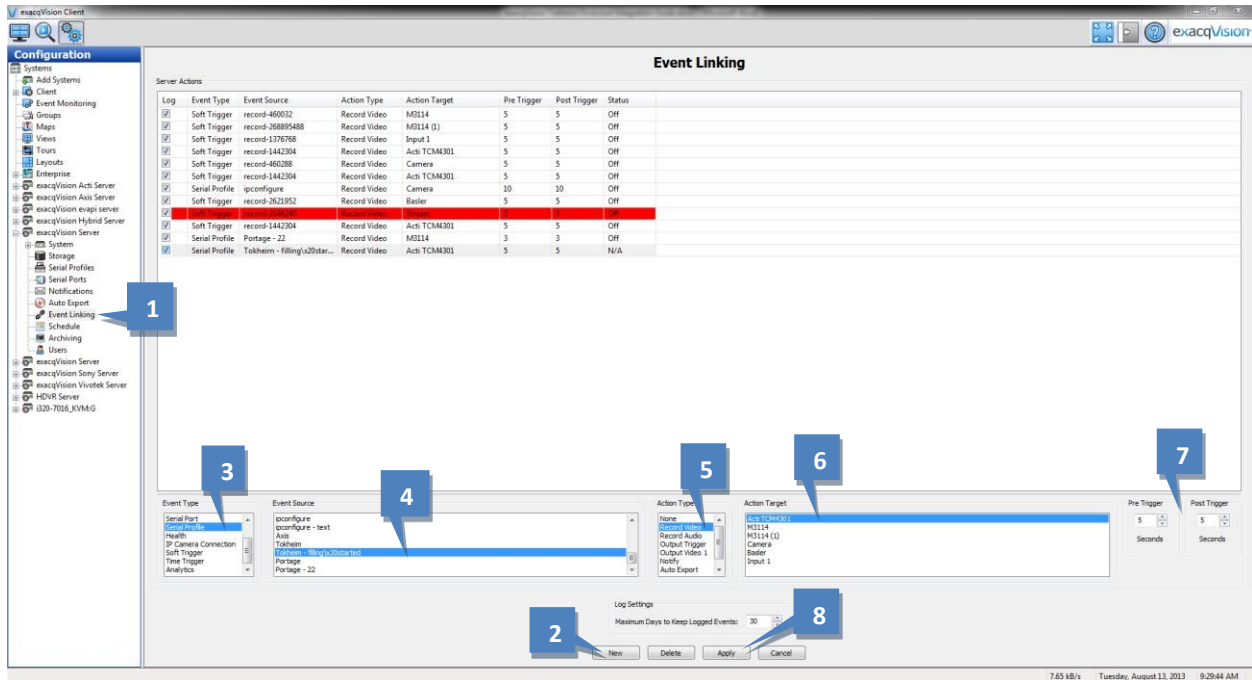 exacqVision Client
exacqVision
Configuration
Systems
Add Systems
Client
Event Monitoring
Groups
Maps
Views
Tours
Layouts
Enterprise
exacqVision Acti Server
exacqVision Axis Server
exacqVision evapi server
exacqVision Hybrid Server
exacqVision Server
System
Storage
Serial Profiles
Serial Ports
Notifications
Auto Export
Event Linking
Schedule
Archiving
Users
exacqVision Server
exacqVision Sony Server
exacqVision Vivotek Server
HDVR Server
i320-7016_KVM:G
1
Event Linking
Server Actions
Log Event Type Event Source Action Type Action Target Pre Trigger Post Trigger Status
Soft Trigger record-460032 Record Video M3114 5 5 Off
Soft Trigger record-268895488 Record Video M3114 (1) 5 5 Off
Soft Trigger record-1376768 Record Video Input 1 5 5 Off
Soft Trigger record-1442304 Record Video Acti TCM4301 5 5 Off
Soft Trigger record-460288 Record Video Camera 5 5 Off
Soft Trigger record-1442304 Record Video Acti TCM4301 5 5 Off
Serial Profile ipconfigure Record Video Camera 10 10 Off
Soft Trigger record-2621952 Record Video Basler 5 5 Off
Soft Trigger Record Video Stream 5 5 Off
Soft Trigger record-1442304 Record Video Acti TCM4301 5 5 Off
Serial Profile Portage - 22 Record Video M3114 3 3 Off
Serial Profile Tokheim - filling\x20star... Record Video Acti TCM4301 5 5 N/A
3
4
5
6
7
Event Type
Serial Port
Serial Profile
Health
IP Camera Connection
Soft Trigger
Time Trigger
Analytics
Event Source
ipconfigure
ipconfigure - text
Axis
Tokheim
Tokheim - filling\x20started
Portage
Portage - 22
Action Type
None
Record Video
Record Audio
Output Trigger
Output Video 1
Notify
Auto Export
Action Target
Acti TCM4301
M3114
M3114 (1)
Camera
Basler
Input 1
Pre Trigger Post Trigger
5 5
Seconds Seconds
Log Settings
Maximum Days to Keep Logged Events: 30
2
8
New Delete Apply Cancel
7.65 kB/s Tuesday, August 13, 2013 9:29:44 AM